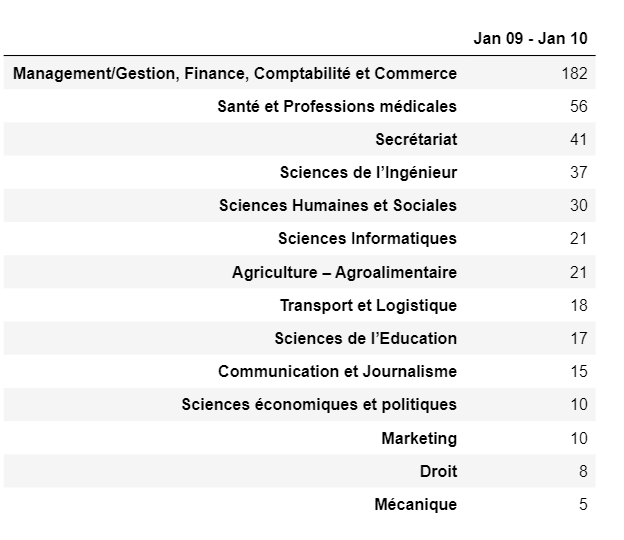 Jan 09 - Jan 10
Management/Gestion, Finance, Comptabilité et Commerce 182
Santé et Professions médicales 56
Secrétariat 41
Sciences de l’Ingénieur 37
Sciences Humaines et Sociales 30
Sciences Informatiques 21
Agriculture – Agroalimentaire 21
Transport et Logistique 18
Sciences de l’Education 17
Communication et Journalisme 15
Sciences économiques et politiques 10
Marketing 10
Droit 8
Mécanique 5